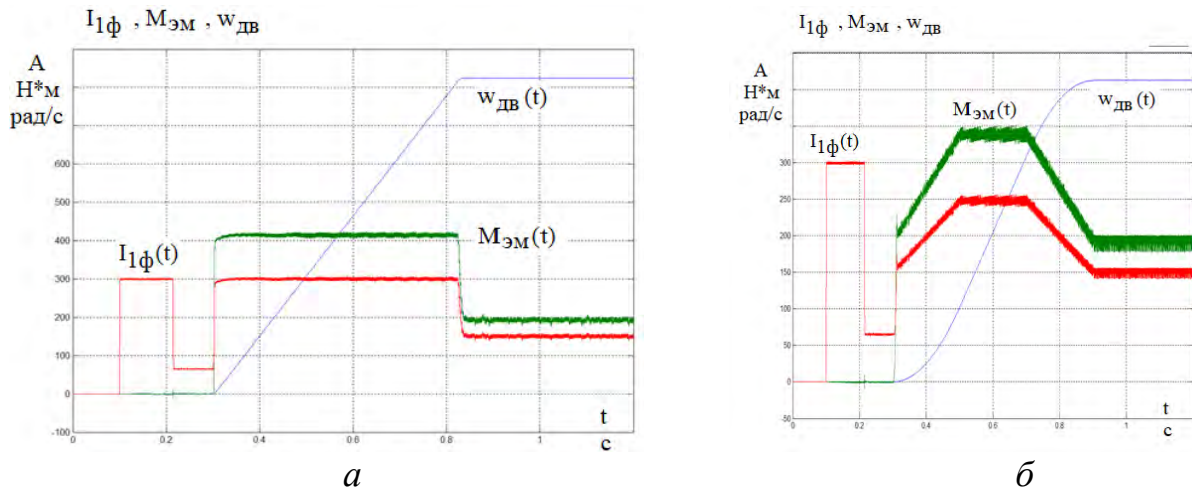 I1ф , Mэм , wдв
А
Н*м
рад/с
wдв(t)
600
500
400
I1ф(t)
Mэм(t)
300
200
100
0
t
-100
0 0.2 0.4 0.6 0.8 1
с
а
I1ф , Mэм , wдв
А
Н*м
рад/с
wдв(t)
Mэм(t)
I1ф(t)
300
250
200
150
100
50
0
t
-50
0 0.2 0.4 0.6 0.8 1
с
б